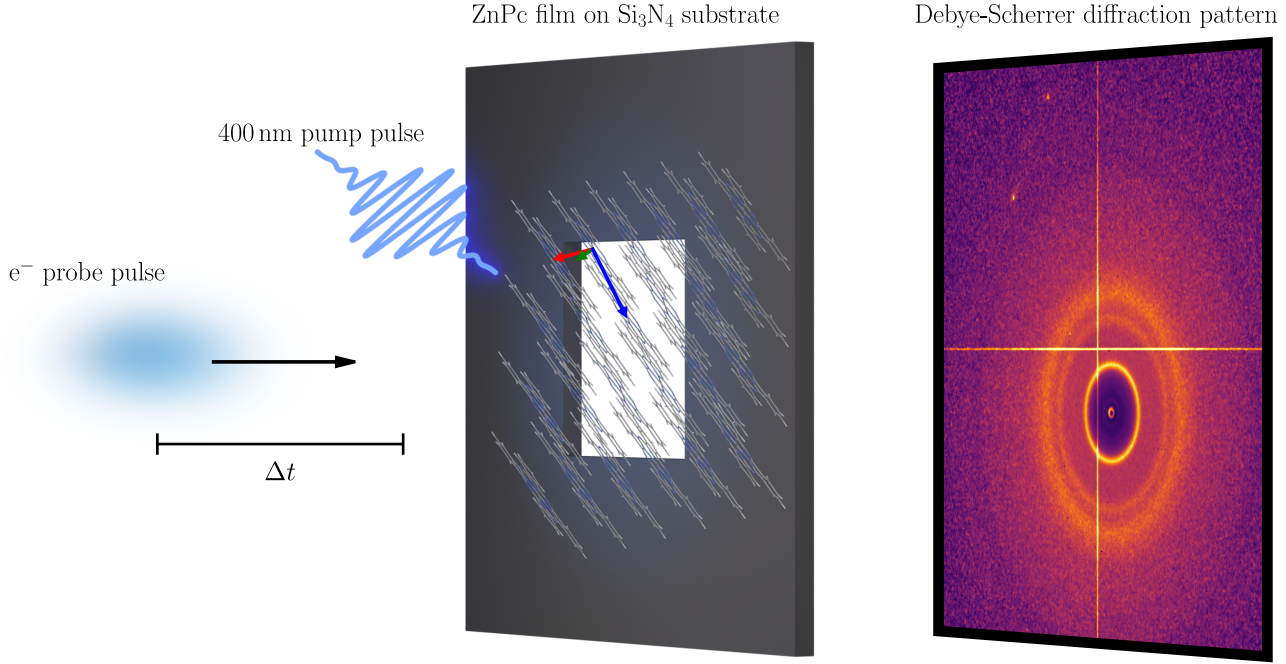 ZnPc film on Si₃N₄ substrate
Debye-Scherrer diffraction pattern
400 nm pump pulse
e⁻ probe pulse
Δt